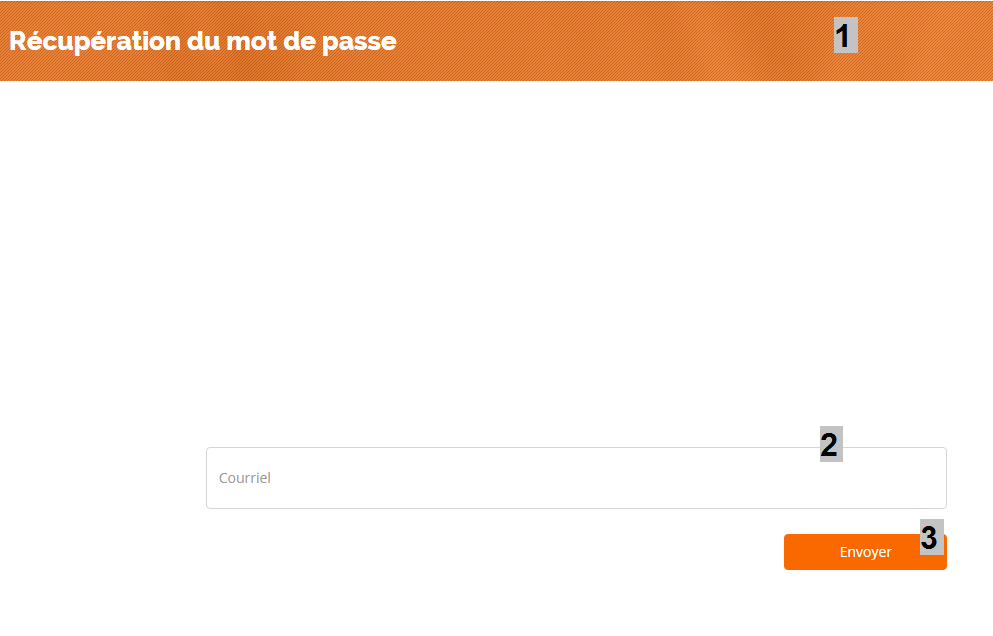 Récupération du mot de passe
1
2
Courriel
3
Envoyer